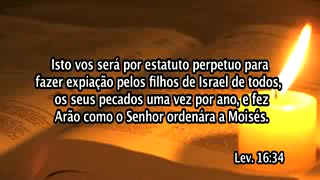 Isto vos será por estatuto perpetuo para
fazer expiação pelos filhos de Israel de todos,
os seus pecados uma vez por ano, e fez
Arão como o Senhor ordenára a Moisés.
Lev. 16:34